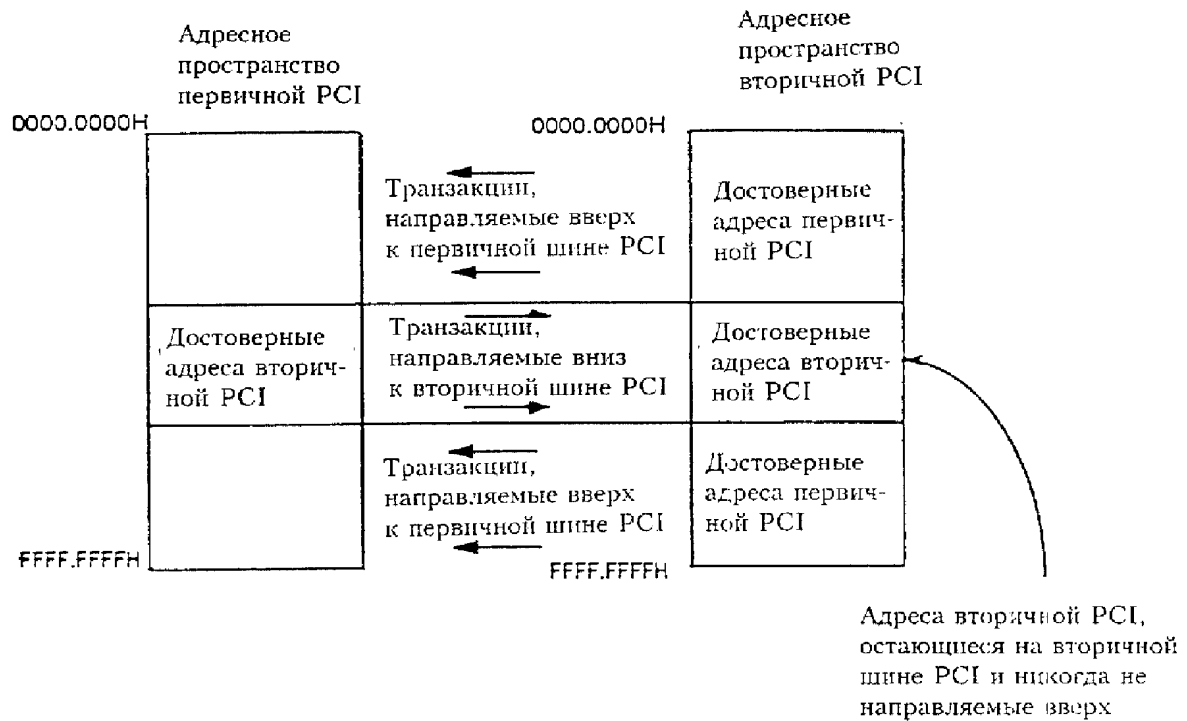 Адресное
пространство
первичной PCI
Адресное
пространство
вторичной PCI
0000.0000H
0000.0000H
Транзакции,
направляемые вверх
к первичной шине PCI
Достоверные
адреса первич-
ной PCI
Достоверные
адреса вторич-
ной PCI
Транзакции,
направляемые вниз
к вторичной шине PCI
Достоверные
адреса вторич-
ной PCI
Транзакции,
направляемые вверх
к первичной шине PCI
Достоверные
адреса первич-
ной PCI
FFFF.FFFFH
FFFF.FFFFH
Адреса вторичной PCI,
остающиеся на вторичной
шине PCI и никогда не
направляемые вверх